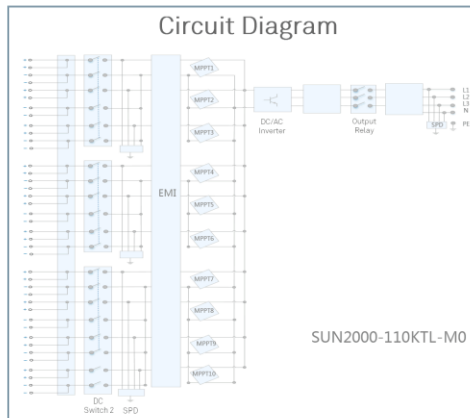 Circuit Diagram
MPPT1
MPPT2
MPPT3
MPPT4
MPPT5
MPPT6
MPPT7
MPPT8
MPPT9
MPPT10
EMI
DC/AC
Inverter
Output
Relay
L1
L2
L3
N
PE
SPD
DC
Switch 2
SPD
SUN2000-110KTL-M0